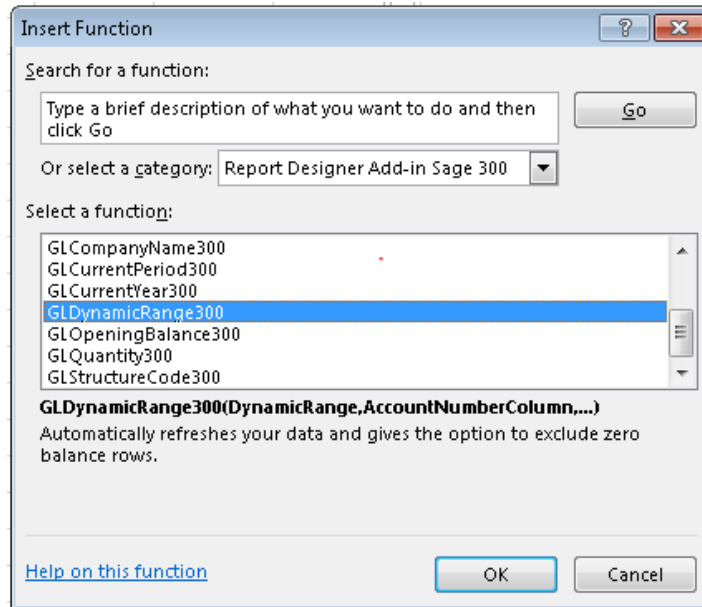 Insert Function
Search for a function:
Type a brief description of what you want to do and then
click Go
Go
Or select a category: Report Designer Add-in Sage 300
Select a function:
GLCompanyName300
GLCurrentPeriod300
GLCurrentYear300
GLDynamicRange300
GLOpeningBalance300
GLQuantity300
GLStructureCode300
GLDynamicRange300(DynamicRange,AccountNumberColumn,...)
Automatically refreshes your data and gives the option to exclude zero
balance rows.
Help on this function
OK
Cancel